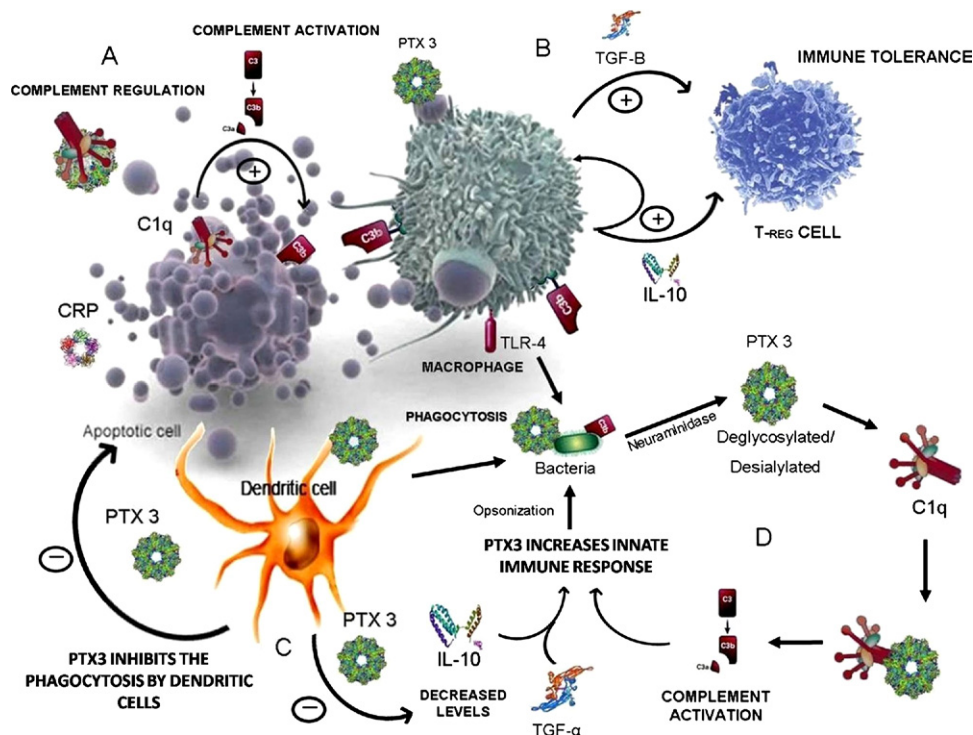 A
COMPLEMENT REGULATION
COMPLEMENT ACTIVATION
C3
C3b
C3a
C1q
C3b
CRP
Apoptotic cell
PTX 3
B
TGF-B
IMMUNE TOLERANCE
T-REG CELL
IL-10
C3b
C3b
TLR-4
MACROPHAGE
PHAGOCYTOSIS
C3b
Bacteria
Neuraminidase
PTX 3
Deglycosylated/
Desialylated
C1q
Dendritic cell
PTX 3
PTX3 INHIBITS THE
PHAGOCYTOSIS BY DENDRITIC
CELLS
C
PTX 3
Opsonization
PTX3 INCREASES INNATE
IMMUNE RESPONSE
D
IL-10
DECREASED
LEVELS
TGF-α
C3
C3b
C3a
COMPLEMENT
ACTIVATION